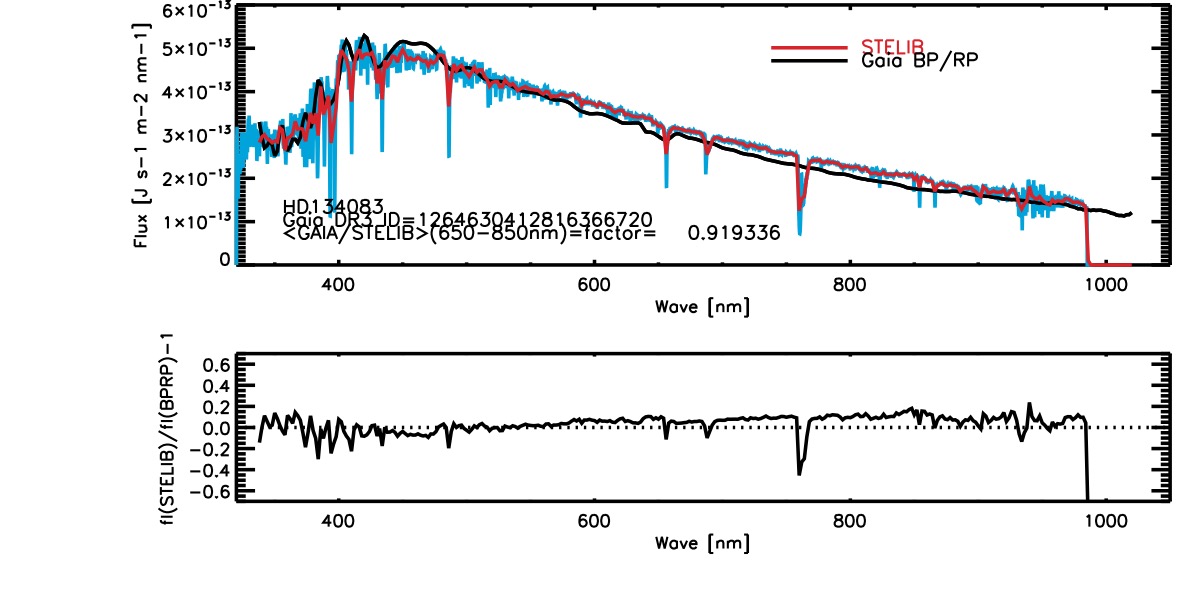 6×10−13
5×10−13
4×10−13
3×10−13
2×10−13
1×10−13
0
Flux [J s−1 m−2 nm−1]
STELIB
Gaia BP/RP
HD134083
Gaia DR3 ID=1264630412816366720
<GAIA/STELIB>(650−850nm)=factor= 0.919336
400 600 800 1000
Wave [nm]
0.6
0.4
0.2
0.0
−0.2
−0.4
−0.6
fl(STELIB)/fl(BPRP)−1
400 600 800 1000
Wave [nm]